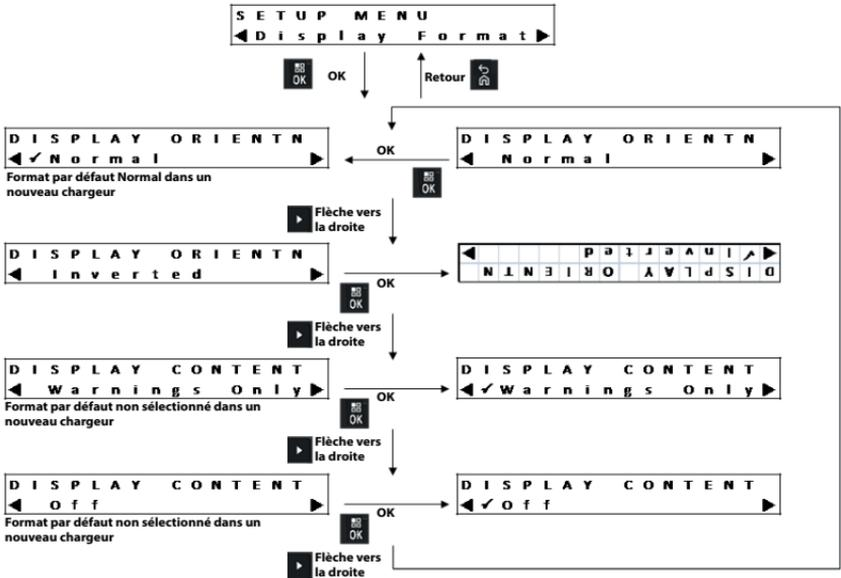 SETUP MENU
◀Display Format▶
OK
OK
Retour
DISPLAY ORIENTN
◀✓Normal▶
Format par défaut Normal dans un
nouveau chargeur
OK
OK
DISPLAY ORIENTN
Normal▶
Flèche vers
la droite
DISPLAY ORIENTN
◀ Inverted▶
OK
OK
DISPLAY ORIENTN
◀✓Inverted▶
Flèche vers
la droite
DISPLAY CONTENT
◀ Warnings Only▶
Format par défaut non sélectionné dans un
nouveau chargeur
OK
OK
DISPLAY CONTENT
◀✓Warnings Only▶
Flèche vers
la droite
DISPLAY CONTENT
◀ Off▶
Format par défaut non sélectionné dans un
nouveau chargeur
OK
OK
DISPLAY CONTENT
◀✓Off▶
Flèche vers
la droite